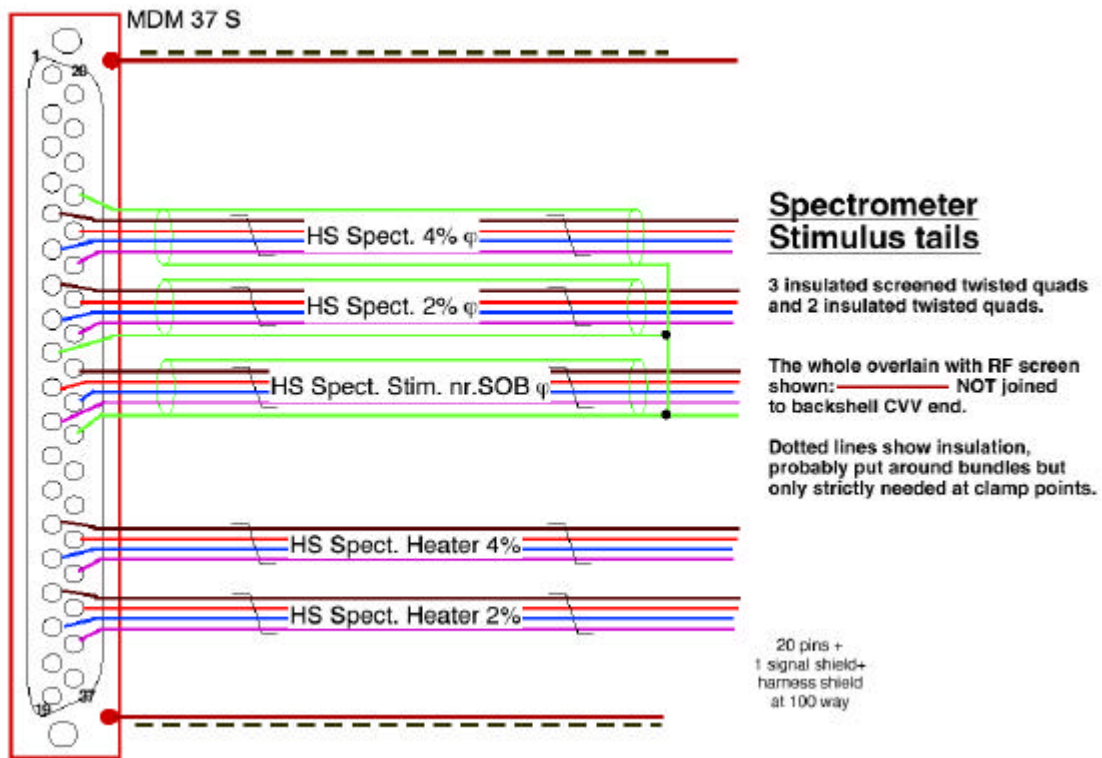 MDM 37 S
1
20
HS Spect. 4% φ
HS Spect. 2% φ
HS Spect. Stim. nr.SOB φ
HS Spect. Heater 4%
HS Spect. Heater 2%
19
37
Spectrometer
Stimulus tails
3 insulated screened twisted quads
and 2 insulated twisted quads.
The whole overlain with RF screen
shown: NOT joined
to backshell CVV end.
Dotted lines show insulation,
probably put around bundles but
only strictly needed at clamp points.
20 pins +
1 signal shield+
harness shield
at 100 way